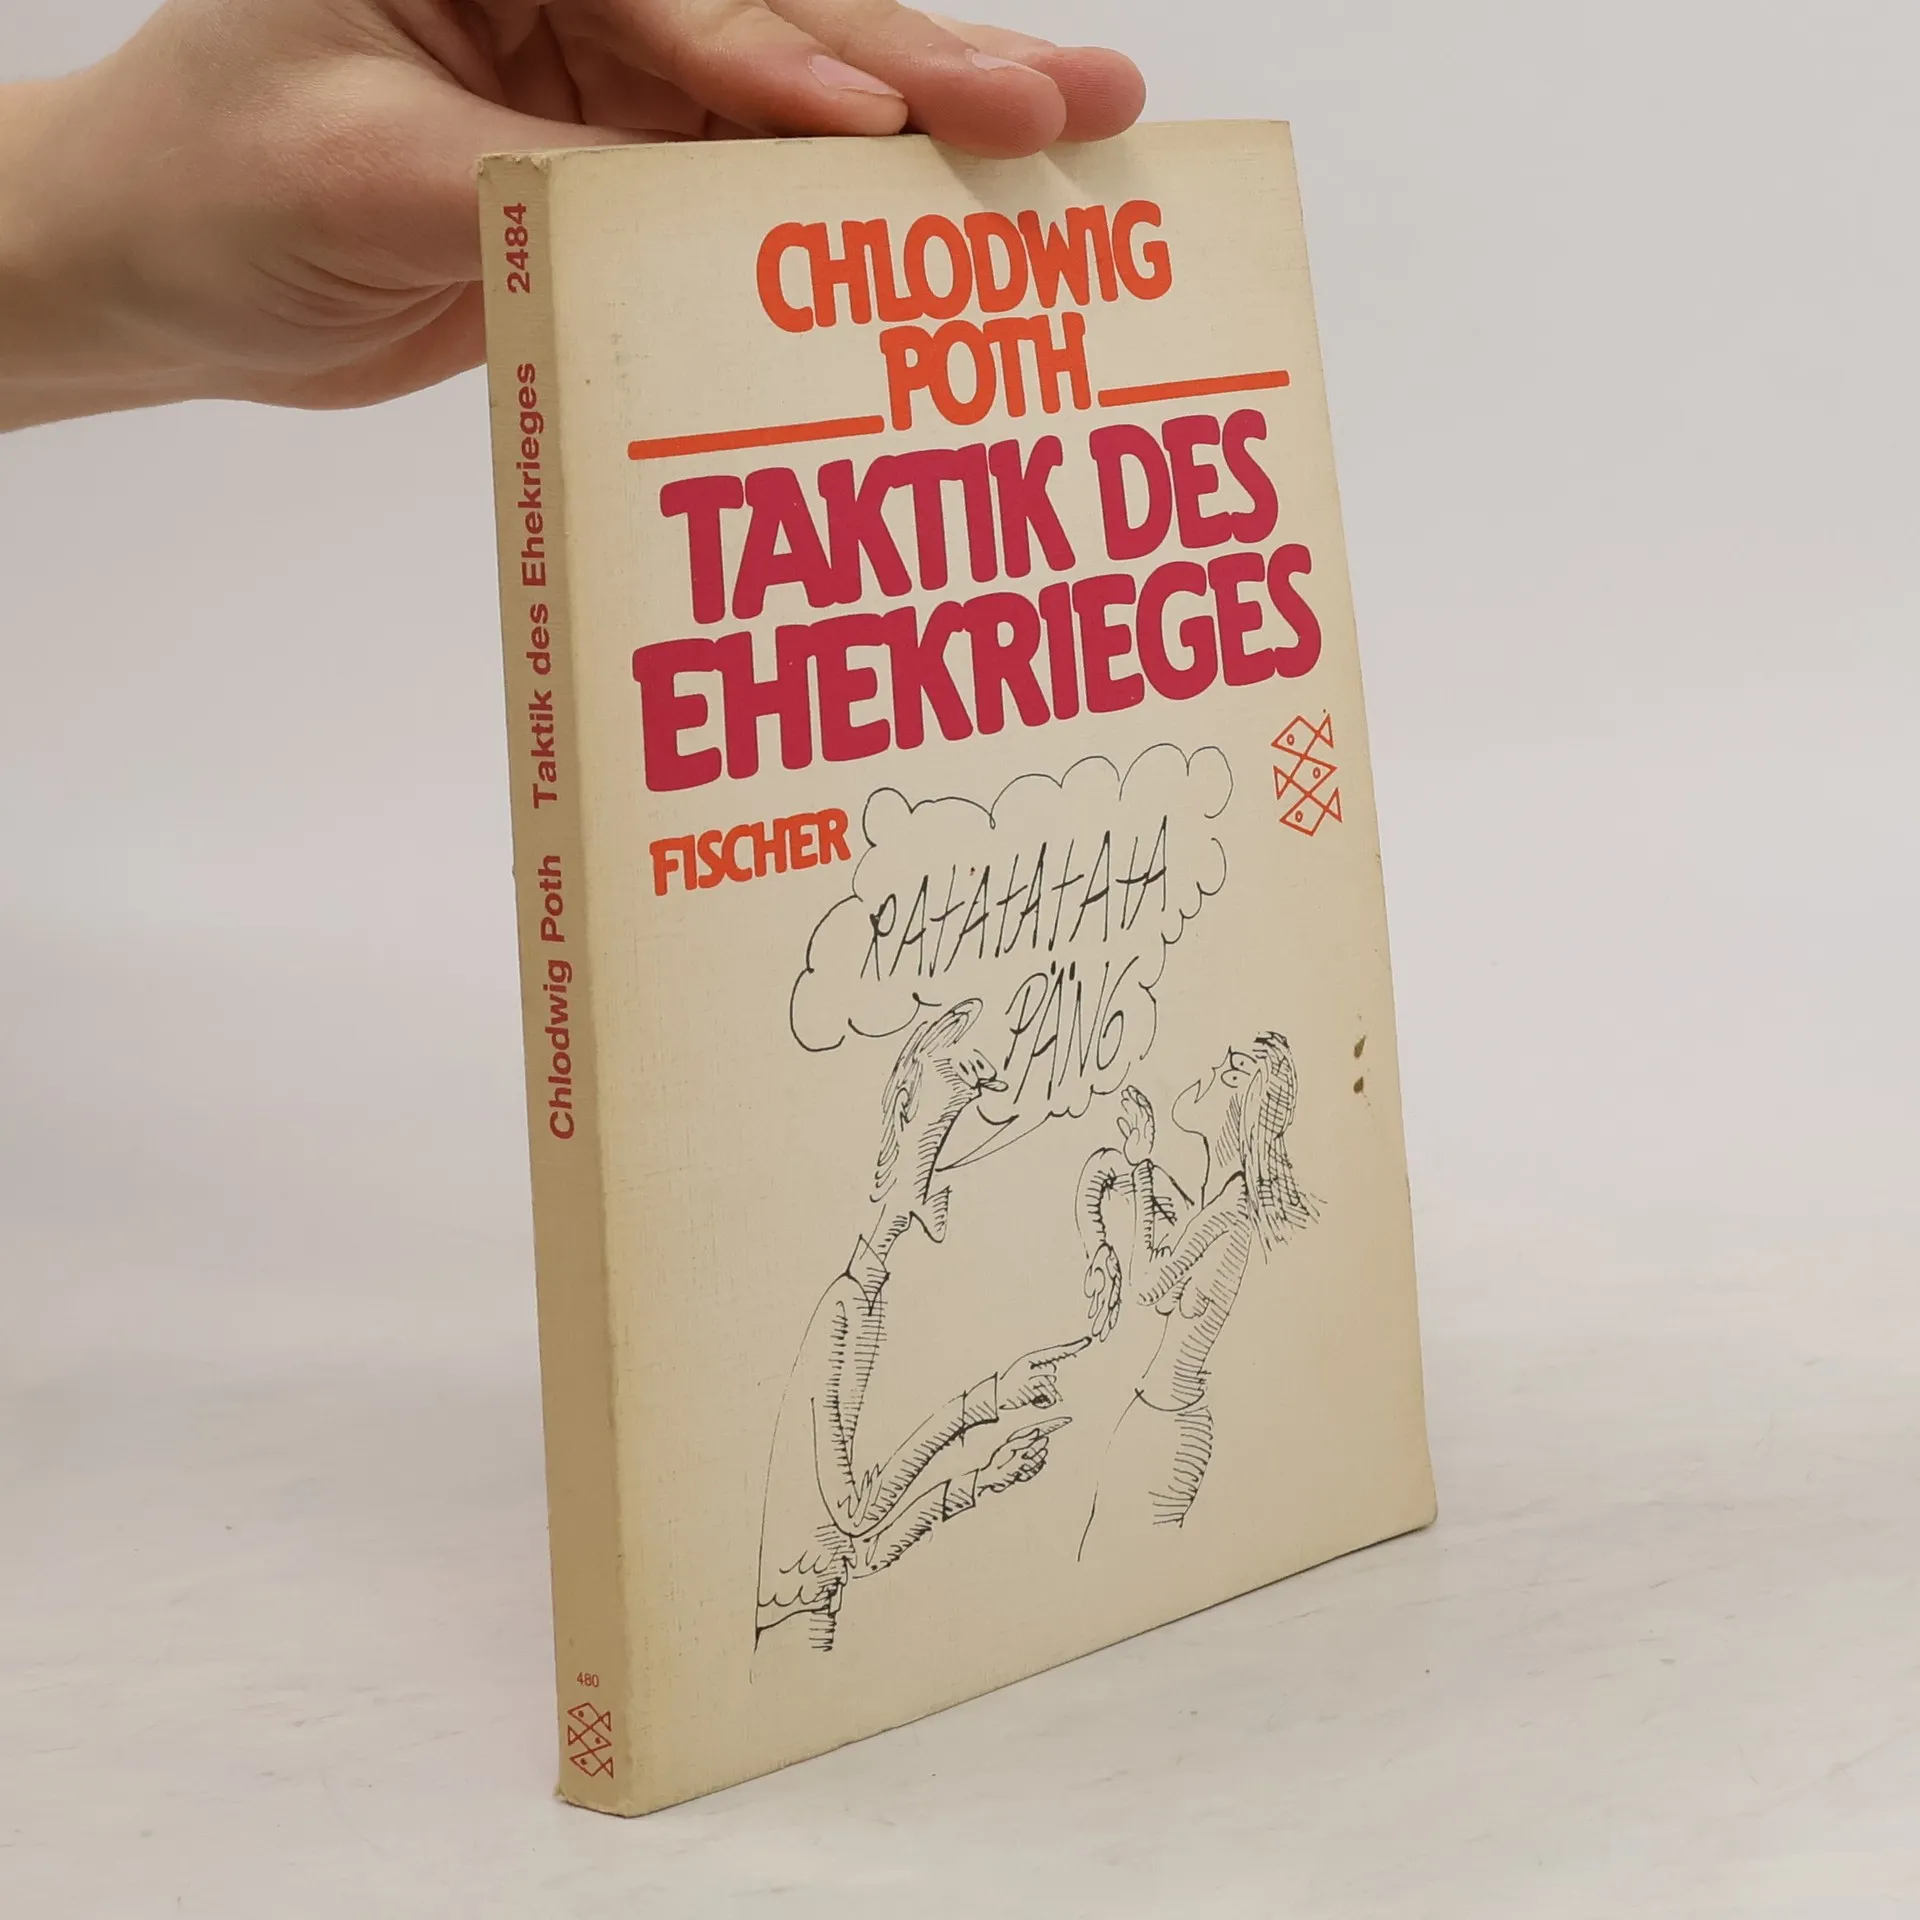 CHLODWIG
POTH
TAKTIK DES
EHEKRIEGES
FISCHER
RATATATATA
PÄNG
Chlodwig Poth Taktik des Ehekrieges 2484
480